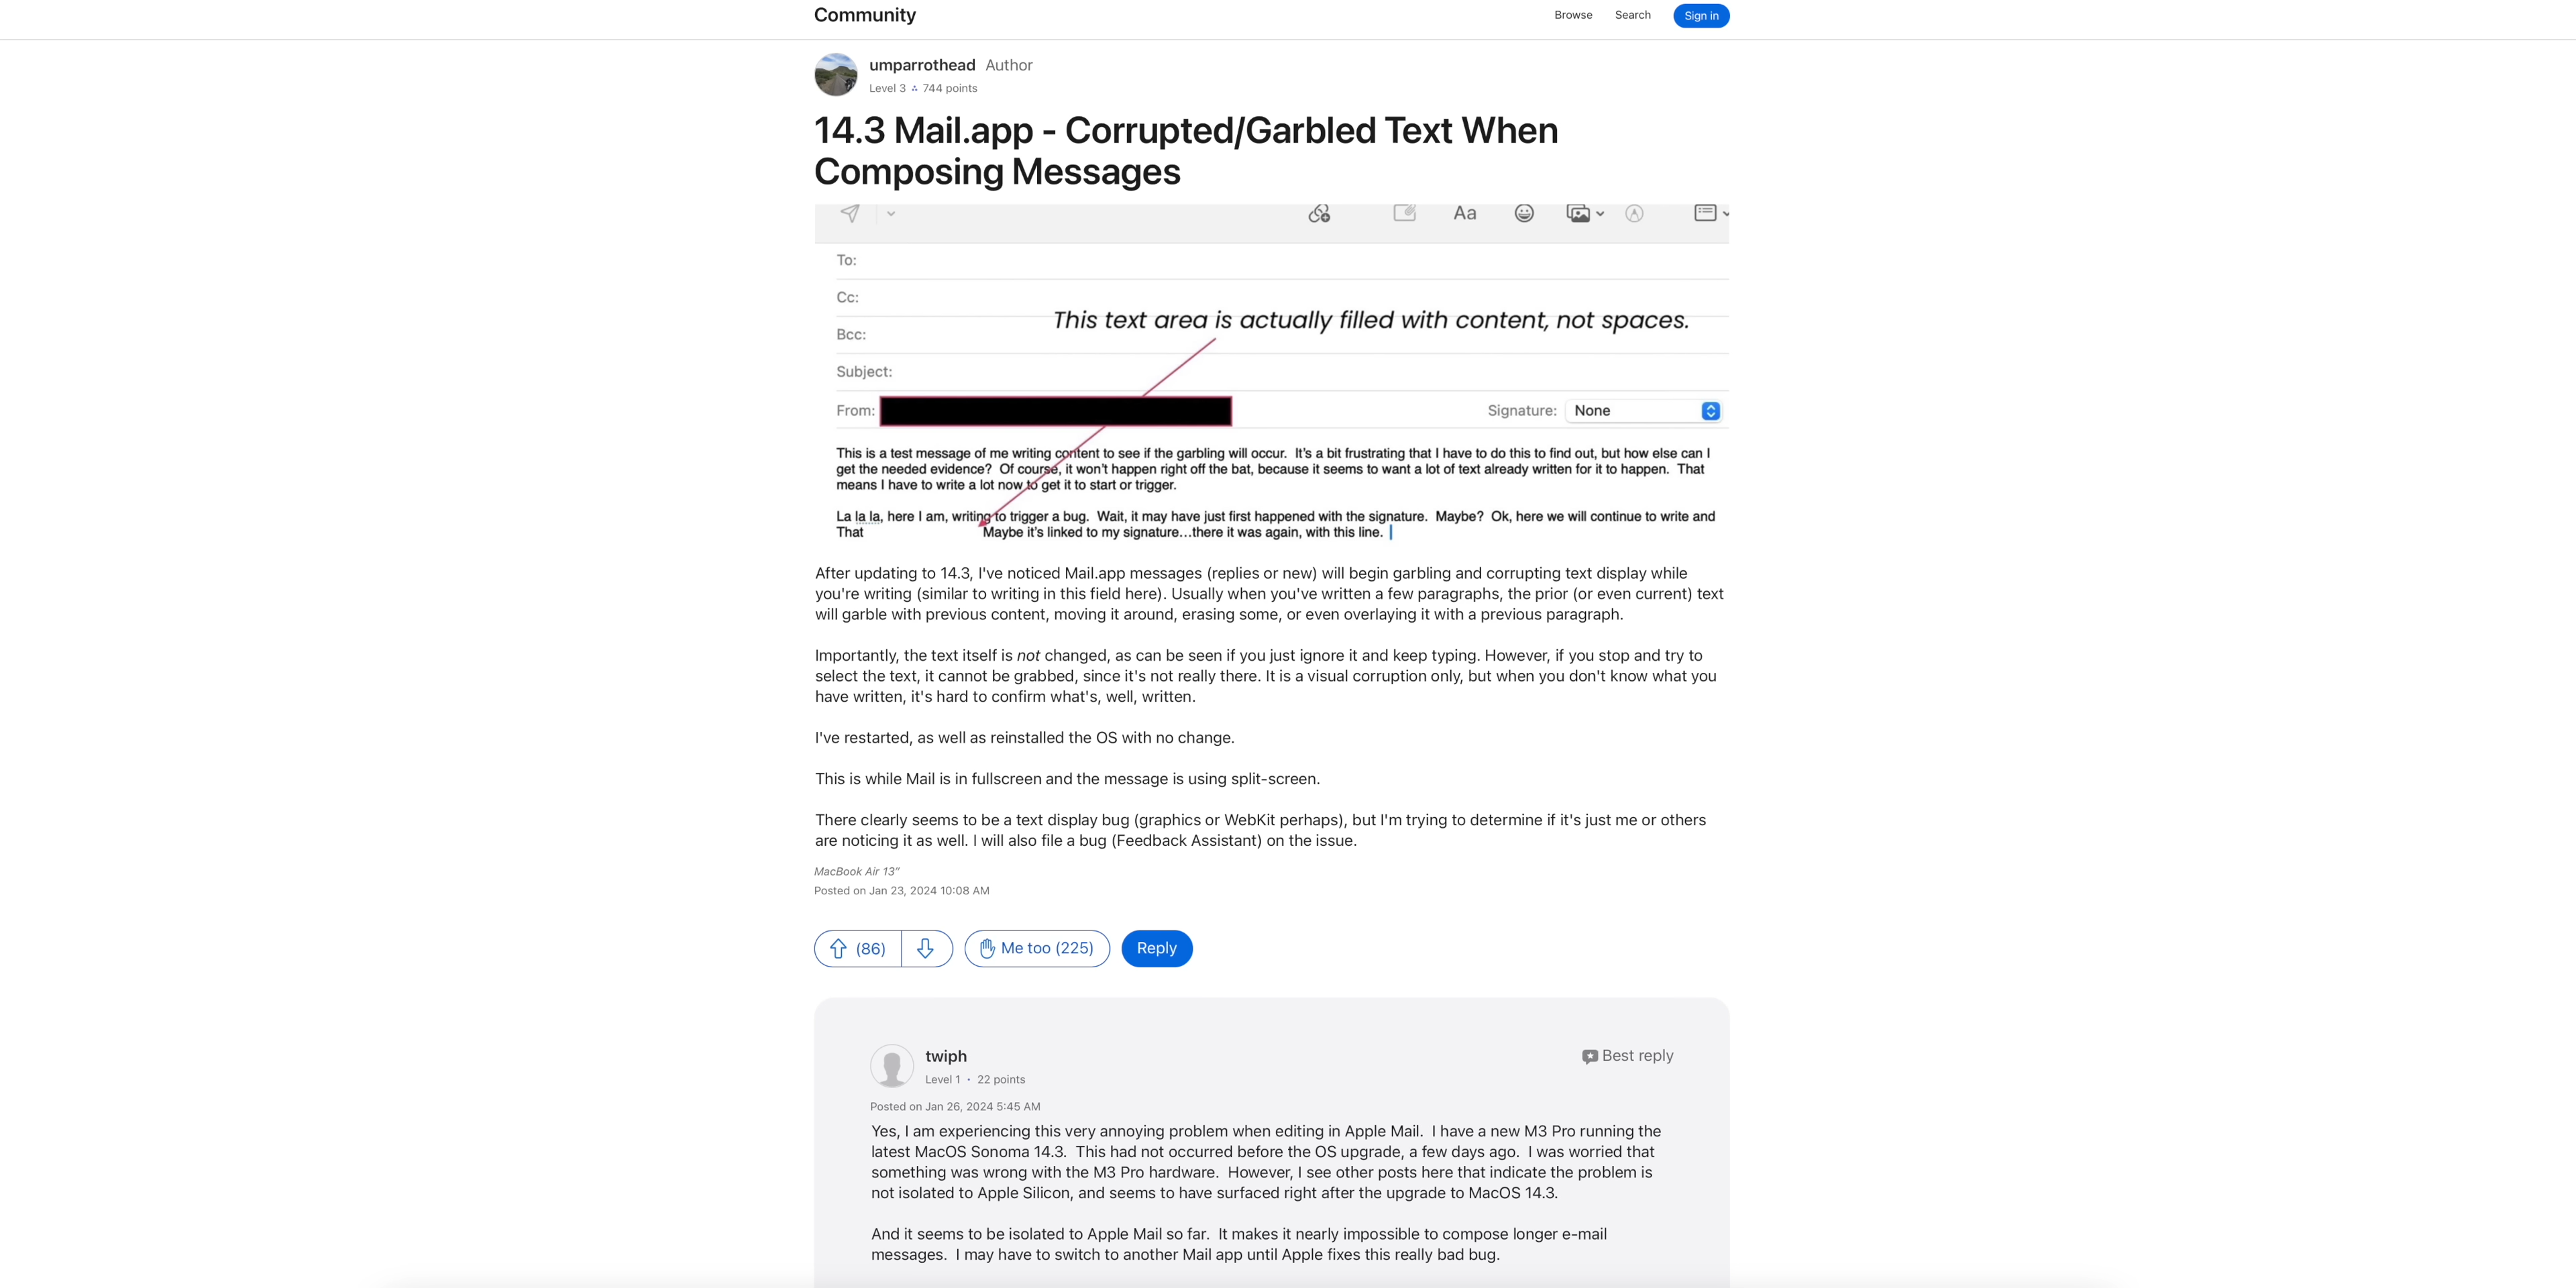 Community
Browse
Search
Sign in
umparrothead Author
Level 3 744 points
14.3 Mail.app - Corrupted/Garbled Text When
Composing Messages
Aa
To:
Cc:
This text area is actually filled with content, not spaces.
Bcc:
Subject:
From:
Signature: None
This is a test message of me writing content to see if the garbling will occur.  It's a bit frustrating that I have to do this to find out, but how else can I
get the needed evidence?  Of course, it won't happen right off the bat, because it seems to want a lot of text already written for it to happen.  That
means I have to write a lot now to get it to start or trigger.
La la la, here I am, writing to trigger a bug.  Wait, it may have just first happened with the signature.  Maybe?  Ok, here we will continue to write and
That Maybe it's linked to my signature...there it was again, with this line.
After updating to 14.3, I've noticed Mail.app messages (replies or new) will begin garbling and corrupting text display while
you're writing (similar to writing in this field here). Usually when you've written a few paragraphs, the prior (or even current) text
will garble with previous content, moving it around, erasing some, or even overlaying it with a previous paragraph.
Importantly, the text itself is not changed, as can be seen if you just ignore it and keep typing. However, if you stop and try to
select the text, it cannot be grabbed, since it's not really there. It is a visual corruption only, but when you don't know what you
have written, it's hard to confirm what's, well, written.
I've restarted, as well as reinstalled the OS with no change.
This is while Mail is in fullscreen and the message is using split-screen.
There clearly seems to be a text display bug (graphics or WebKit perhaps), but I'm trying to determine if it's just me or others
are noticing it as well. I will also file a bug (Feedback Assistant) on the issue.
MacBook Air 13″
Posted on Jan 23, 2024 10:08 AM
(86)
Me too (225)
Reply
twiph
Best reply
Level 1 • 22 points
Posted on Jan 26, 2024 5:45 AM
Yes, I am experiencing this very annoying problem when editing in Apple Mail.  I have a new M3 Pro running the
latest MacOS Sonoma 14.3.  This had not occurred before the OS upgrade, a few days ago.  I was worried that
something was wrong with the M3 Pro hardware.  However, I see other posts here that indicate the problem is
not isolated to Apple Silicon, and seems to have surfaced right after the upgrade to MacOS 14.3.
And it seems to be isolated to Apple Mail so far.  It makes it nearly impossible to compose longer e-mail
messages.  I may have to switch to another Mail app until Apple fixes this really bad bug.